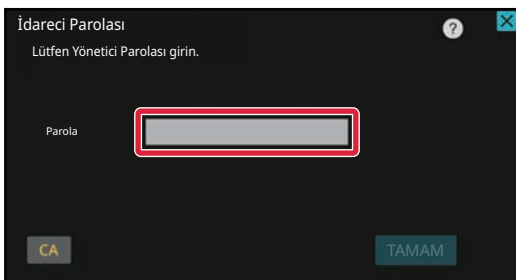 İdareci Parolası
?
Lütfen Yönetici Parolası girin.
Parola
CA
TAMAM